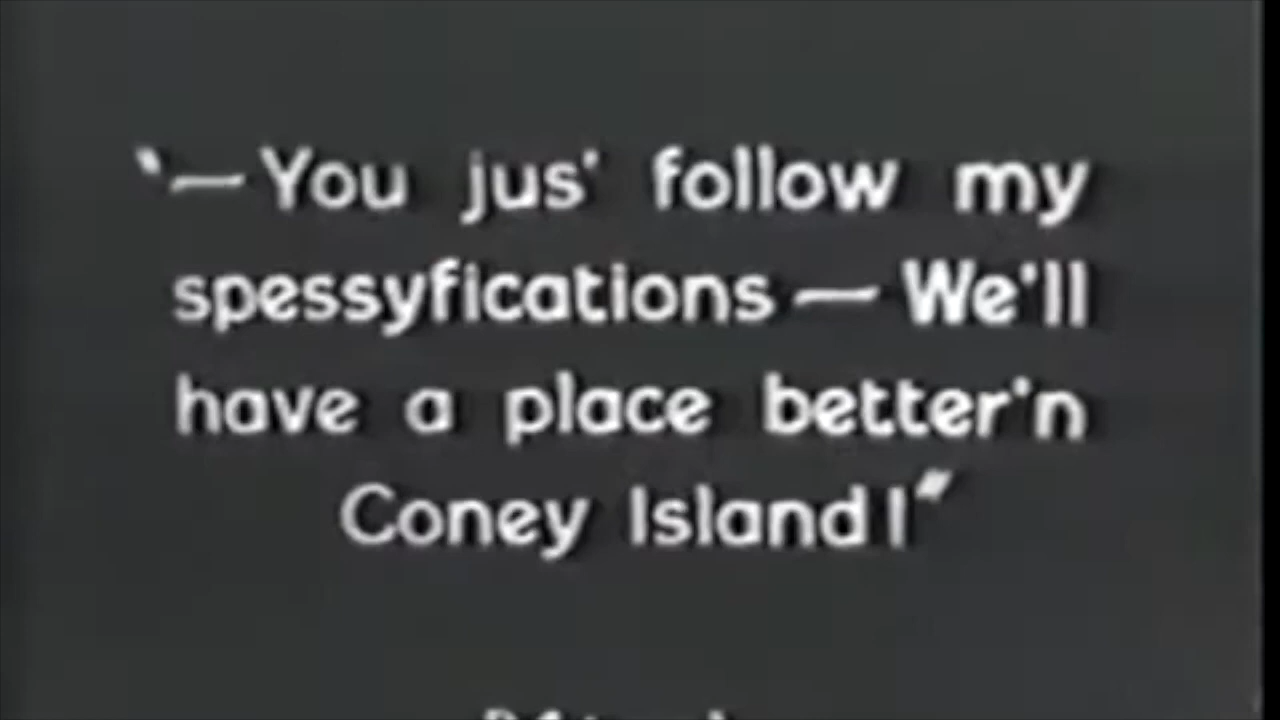 "—You jus' follow my
spessyfications—We'll
have a place better'n
Coney Island!"